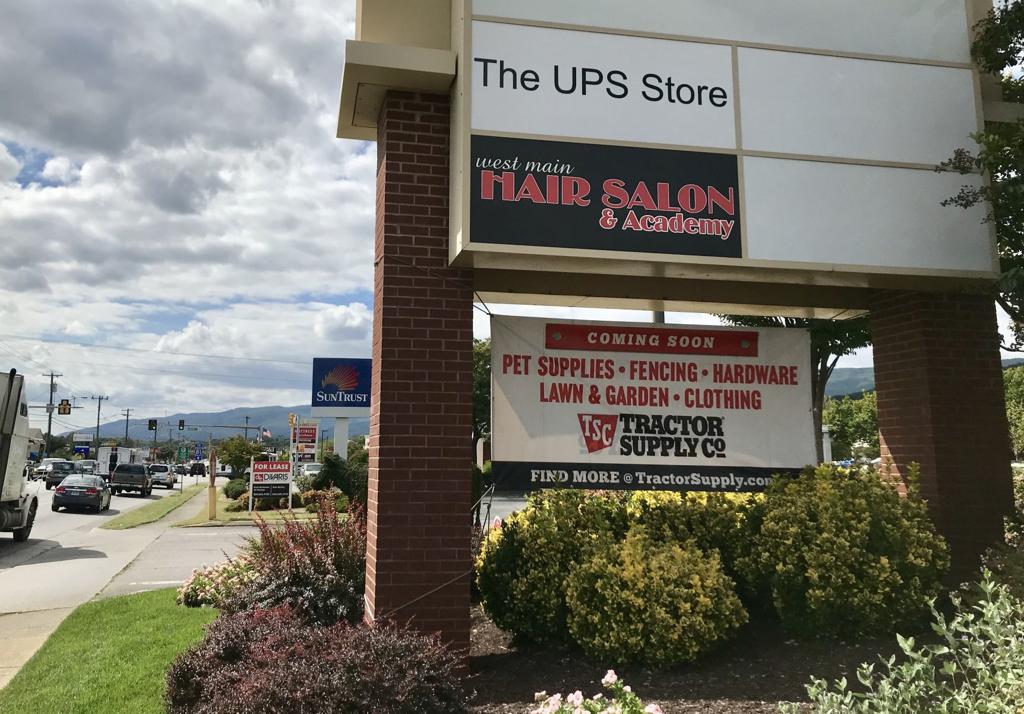 The UPS Store
west main
HAIR SALON
& Academy
COMING SOON
PET SUPPLIES • FENCING • HARDWARE
LAWN & GARDEN • CLOTHING
TSC TRACTOR
SUPPLY CO
FIND MORE @ TractorSupply.com
SUNTRUST
FOR LEASE
DIVARIS